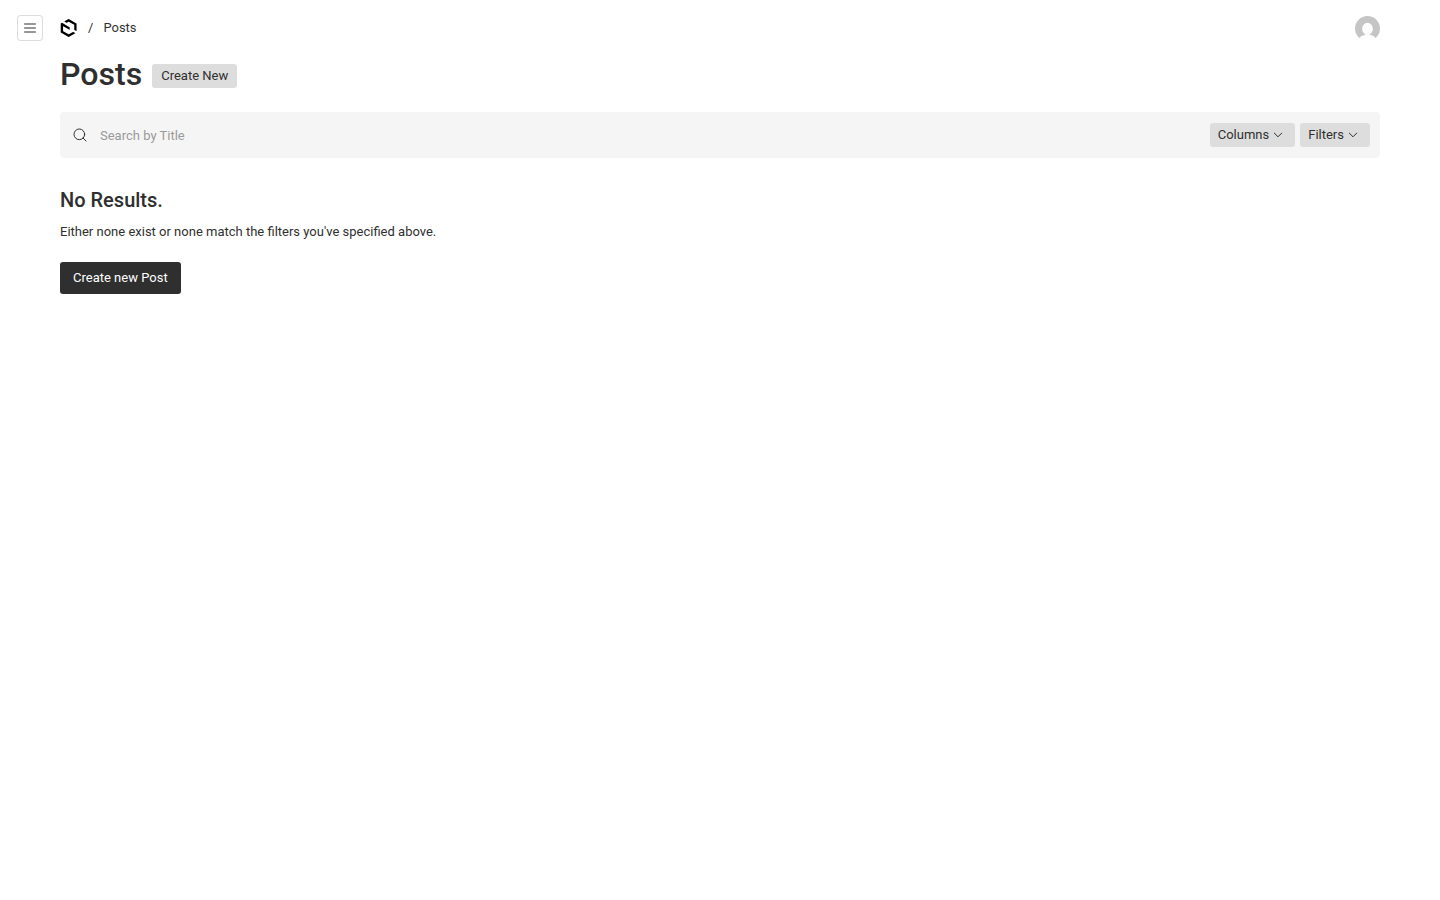 / Posts
Posts Create New
Search by Title Columns Filters
No Results.
Either none exist or none match the filters you've specified above.
Create new Post